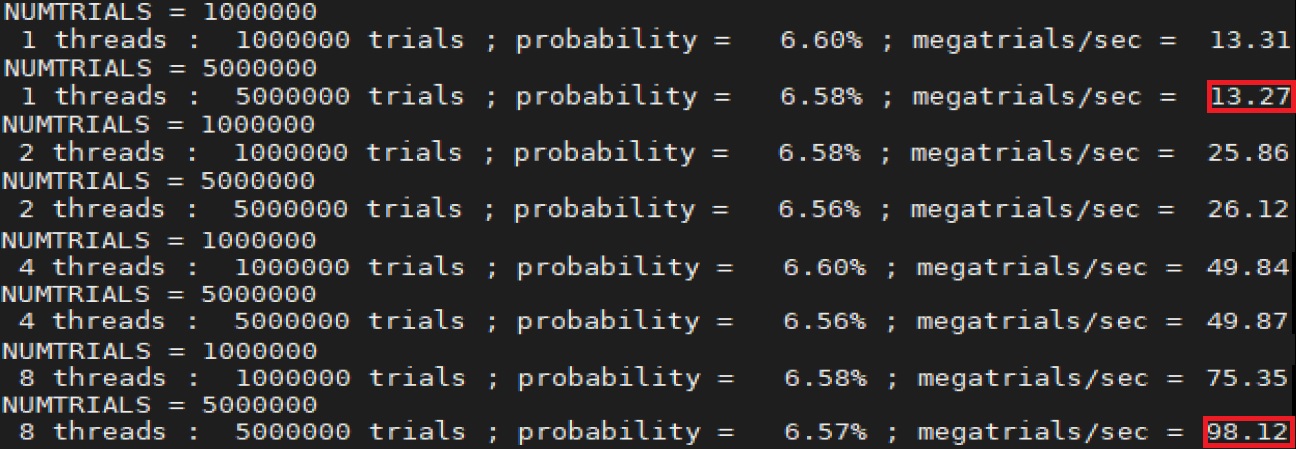 NUMTRIALS = 1000000
1 threads : 1000000 trials ; probability = 6.60% ; megatrials/sec = 13.31
NUMTRIALS = 5000000
1 threads : 5000000 trials ; probability = 6.58% ; megatrials/sec = 13.27
NUMTRIALS = 1000000
2 threads : 1000000 trials ; probability = 6.58% ; megatrials/sec = 25.86
NUMTRIALS = 5000000
2 threads : 5000000 trials ; probability = 6.56% ; megatrials/sec = 26.12
NUMTRIALS = 1000000
4 threads : 1000000 trials ; probability = 6.60% ; megatrials/sec = 49.84
NUMTRIALS = 5000000
4 threads : 5000000 trials ; probability = 6.56% ; megatrials/sec = 49.87
NUMTRIALS = 1000000
8 threads : 1000000 trials ; probability = 6.58% ; megatrials/sec = 75.35
NUMTRIALS = 5000000
8 threads : 5000000 trials ; probability = 6.57% ; megatrials/sec = 98.12